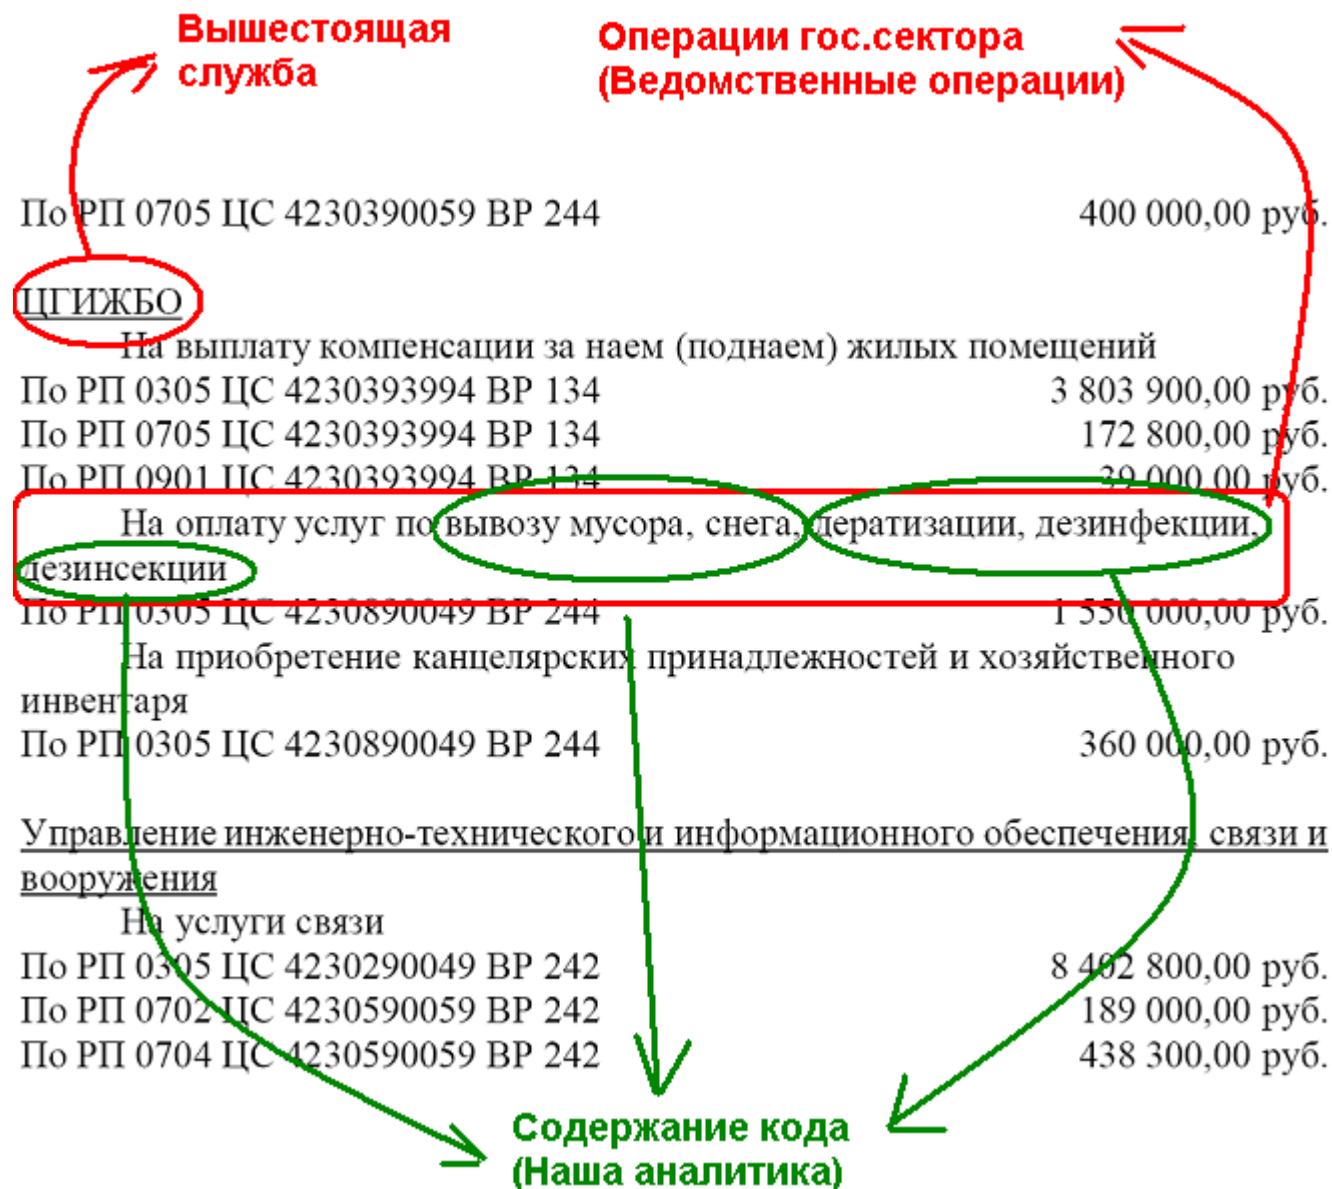 Вышестоящая
служба
Операции гос.сектора
(Ведомственные операции)
По РП 0705 ЦС 4230390059 ВР 244 400 000,00 руб.
ЦГИЖБО
На выплату компенсации за наем (поднаем) жилых помещений
По РП 0305 ЦС 4230393994 ВР 134 3 803 900,00 руб.
По РП 0705 ЦС 4230393994 ВР 134 172 800,00 руб.
По РП 0901 ЦС 4230393994 ВР 134 39 000,00 руб.
На оплату услуг по вывозу мусора, снега, дератизации, дезинфекции,
дезинсекции
По РП 0305 ЦС 4230890049 ВР 244 1 550 000,00 руб.
На приобретение канцелярских принадлежностей и хозяйственного
инвентаря
По РП 0305 ЦС 4230890049 ВР 244 360 000,00 руб.
Управление инженерно-технического и информационного обеспечения, связи и
вооружения
На услуги связи
По РП 0305 ЦС 4230290049 ВР 242 8 402 800,00 руб.
По РП 0702 ЦС 4230590059 ВР 242 189 000,00 руб.
По РП 0704 ЦС 4230590059 ВР 242 438 300,00 руб.
Содержание кода
(Наша аналитика)